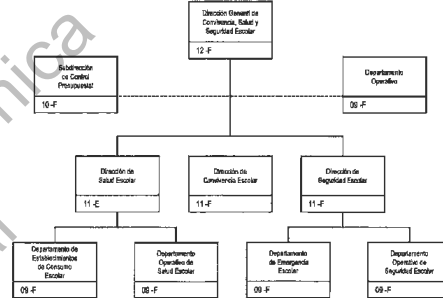 Dirección General de
Convivencia, Salud y
Seguridad Escolar
12 -F
Subdirección
de Control
Presupuestal
10 -F
Departamento
Operativo
09 -F
Dirección de
Salud Escolar
11 -E
Dirección de
Convivencia Escolar
11 -F
Dirección de
Seguridad Escolar
11 -F
Departamento de
Establecimientos
de Consumo
Escolar
09 -F
Departamento
Operativo de
Salud Escolar
09 -F
Departamento
de Emergencia
Escolar
09 -F
Departamento
Operativo de
Seguridad Escolar
09 -F